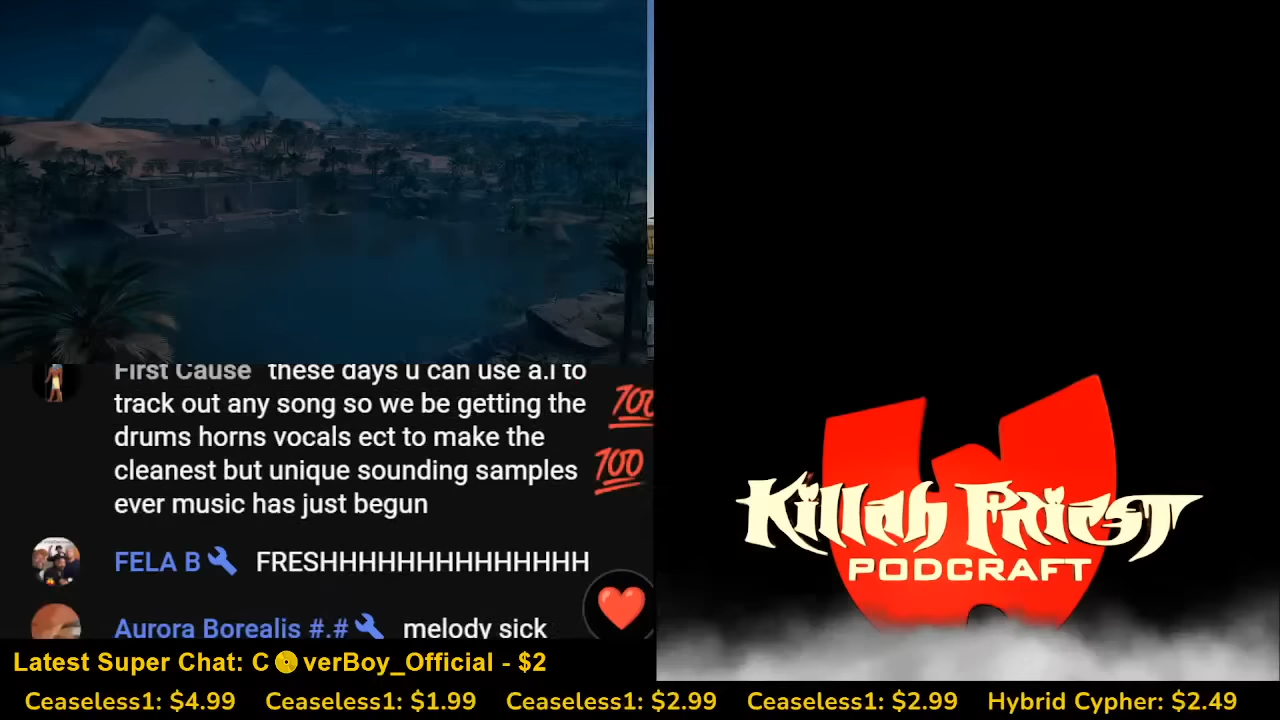 First Cause these days u can use a.i to
track out any song so we be getting the
drums horns vocals ect to make the
cleanest but unique sounding samples
ever music has just begun
100
100
FELA B FRESHHHHHHHHHHHHHH
Aurora Borealis #.# melody sick
Killah Priest
PODCRAFT
Latest Super Chat: C verBoy_Official - $2
Ceaseless1: $4.99 Ceaseless1: $1.99 Ceaseless1: $2.99 Ceaseless1: $2.99 Hybrid Cypher: $2.49